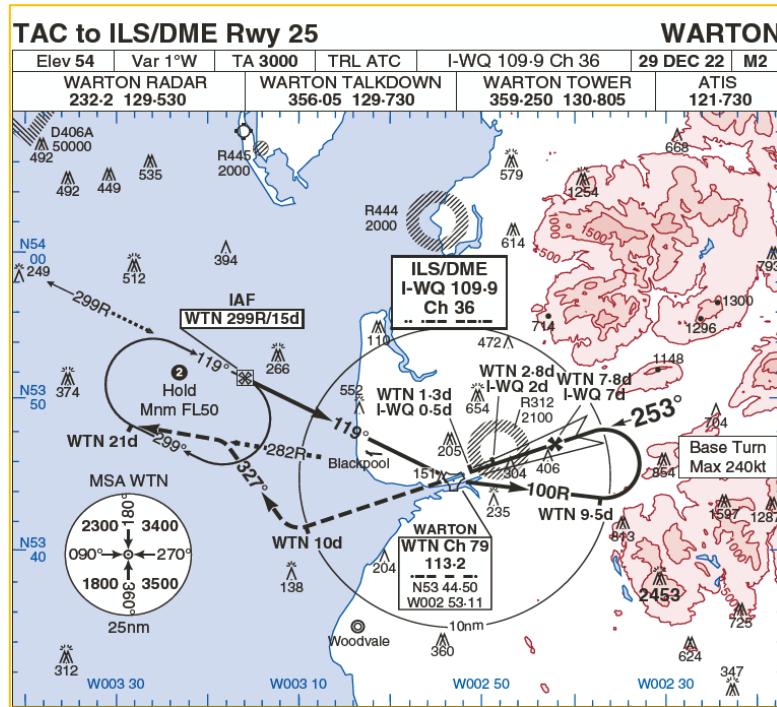 TAC to ILS/DME Rwy 25
WARTON
Elev 54
Var 1°W
TA 3000
TRL ATC
I-WQ 109·9 Ch 36
29 DEC 22
M2
WARTON RADAR
232·2 129·530
WARTON TALKDOWN
356·05 129·730
WARTON TOWER
359·250 130·805
ATIS
121·730
D406A
50000
492
492
449
535
R445
2000
579
1254
668
R444
2000
614
500
793
N54
00
249
512
394
299R
IAF
WTN 299R/15d
ILS/DME
I-WQ 109·9
Ch 36
1300
1296
714
119°
266
110
472
1148
2
Hold
Mnm FL50
374
N53
50
552
WTN 1·3d
I-WQ 0·5d
654
WTN 2·8d
I-WQ 2d
R312
2100
WTN 7·8d
I-WQ 7d
253°
704
119°
WTN 21d
299°
282R
Blackpool
205
151
304
406
854
Base Turn
Max 240kt
327°
100R
235
WTN 9·5d
1597
1287
813
MSA WTN
180°
2300
3400
090°
270°
1800
3500
360°
25nm
WTN 10d
WARTON
WTN Ch 79
113·2
N53 44·50
W002 53·11
N53
40
138
204
2453
725
10nm
Woodvale
360
624
312
347
W003 30
W003 10
W002 50
W002 30